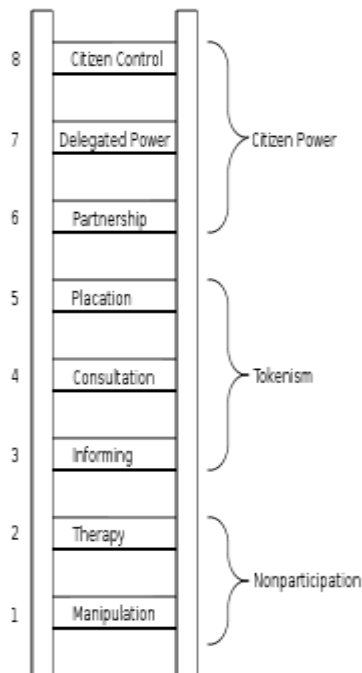 8 Citizen Control
7 Delegated Power
Citizen Power
6 Partnership
5 Placation
4 Consultation
Tokenism
3 Informing
2 Therapy
Nonparticipation
1 Manipulation